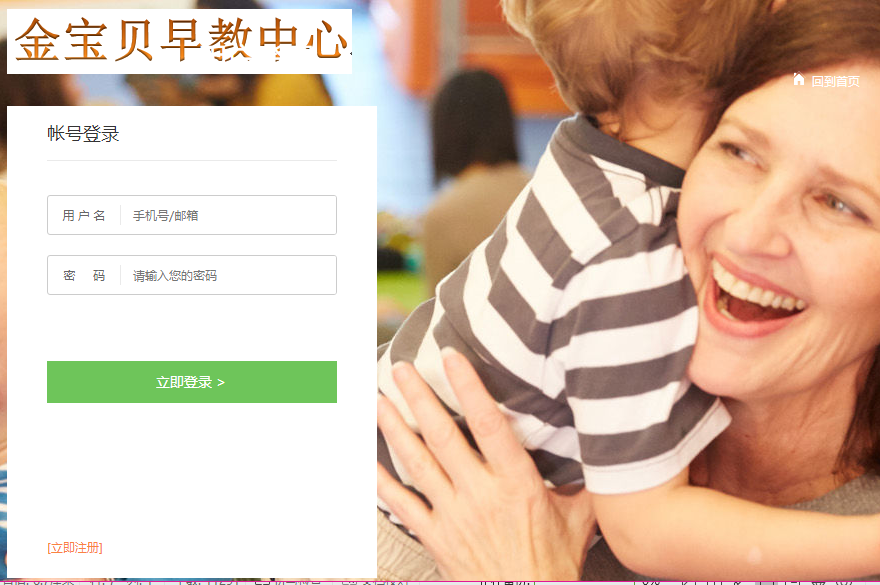 金宝贝早教中心
回到首页
帐号登录
用 户 名 手机号/邮箱
密 码 请输入您的密码
立即登录 >
[立即注册]